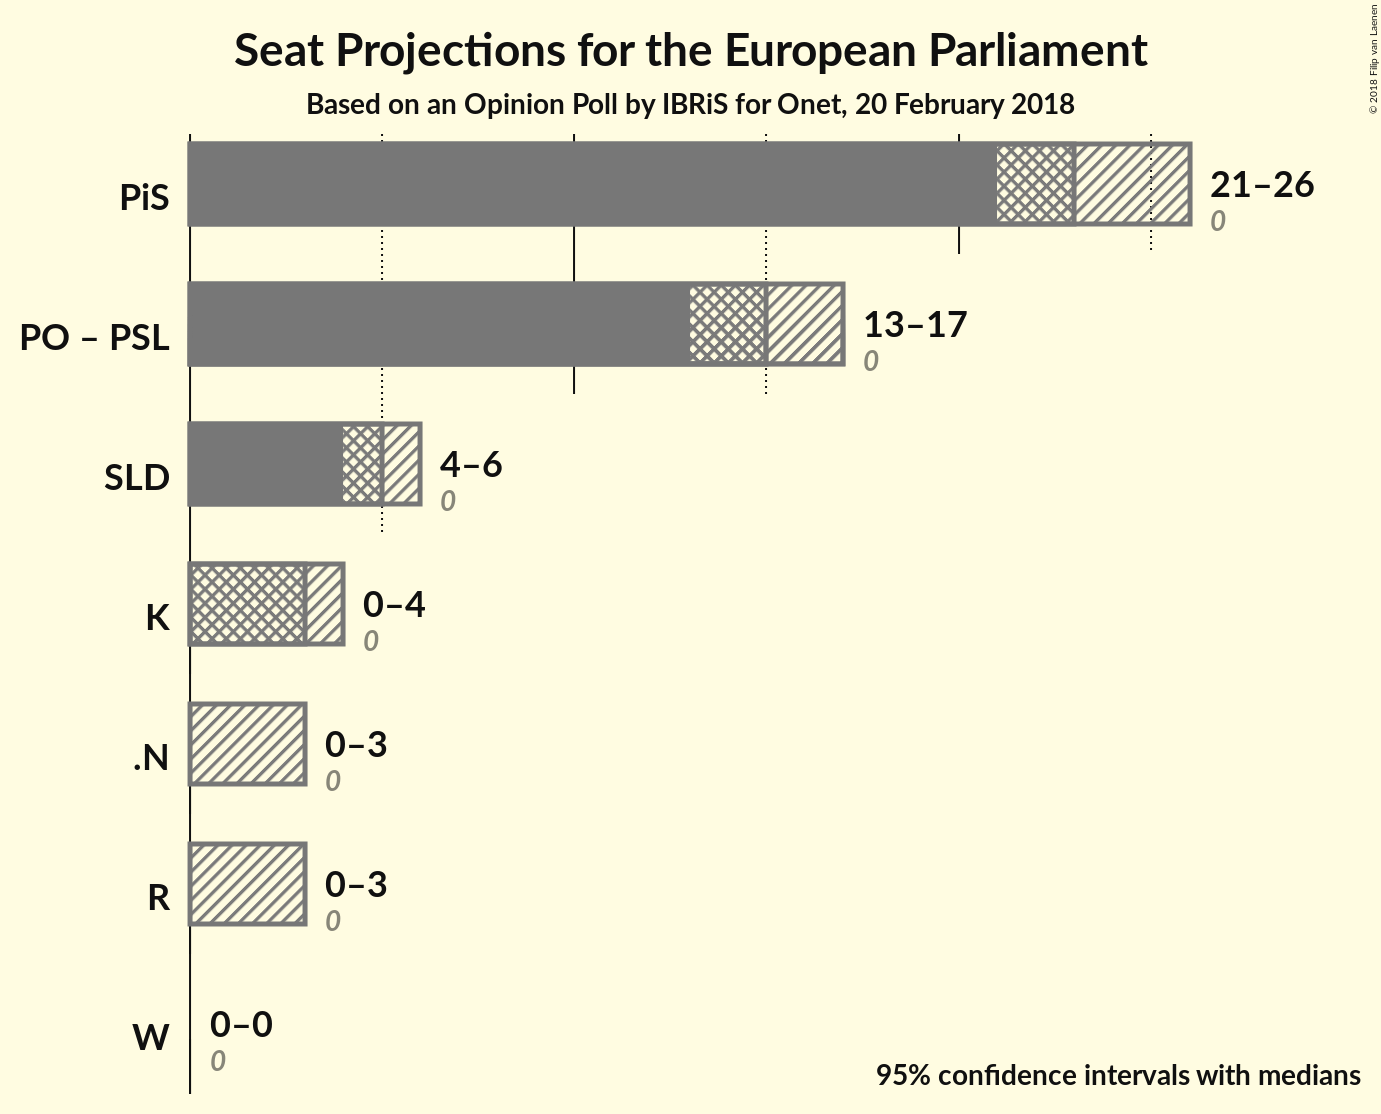 Seat Projections for the European Parliament
Based on an Opinion Poll by IBRiS for Onet, 20 February 2018
© 2018 Filip van Laenen
PiS
21–26
0
PO – PSL
13–17
0
SLD
4–6
0
K
0–4
0
.N
0–3
0
R
0–3
0
W
0–0
0
95% confidence intervals with medians